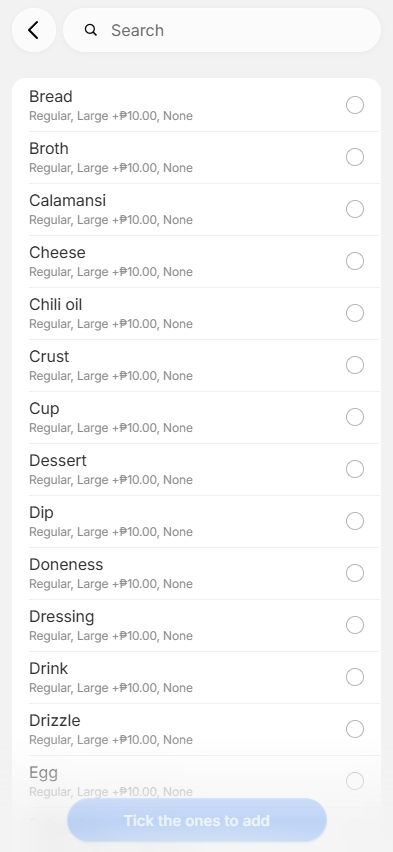 Search
Bread
Regular, Large +₱10.00, None
Broth
Regular, Large +₱10.00, None
Calamansi
Regular, Large +₱10.00, None
Cheese
Regular, Large +₱10.00, None
Chili oil
Regular, Large +₱10.00, None
Crust
Regular, Large +₱10.00, None
Cup
Regular, Large +₱10.00, None
Dessert
Regular, Large +₱10.00, None
Dip
Regular, Large +₱10.00, None
Doneness
Regular, Large +₱10.00, None
Dressing
Regular, Large +₱10.00, None
Drink
Regular, Large +₱10.00, None
Drizzle
Regular, Large +₱10.00, None
Egg
Regular, Large +₱10.00, None
Tick the ones to add